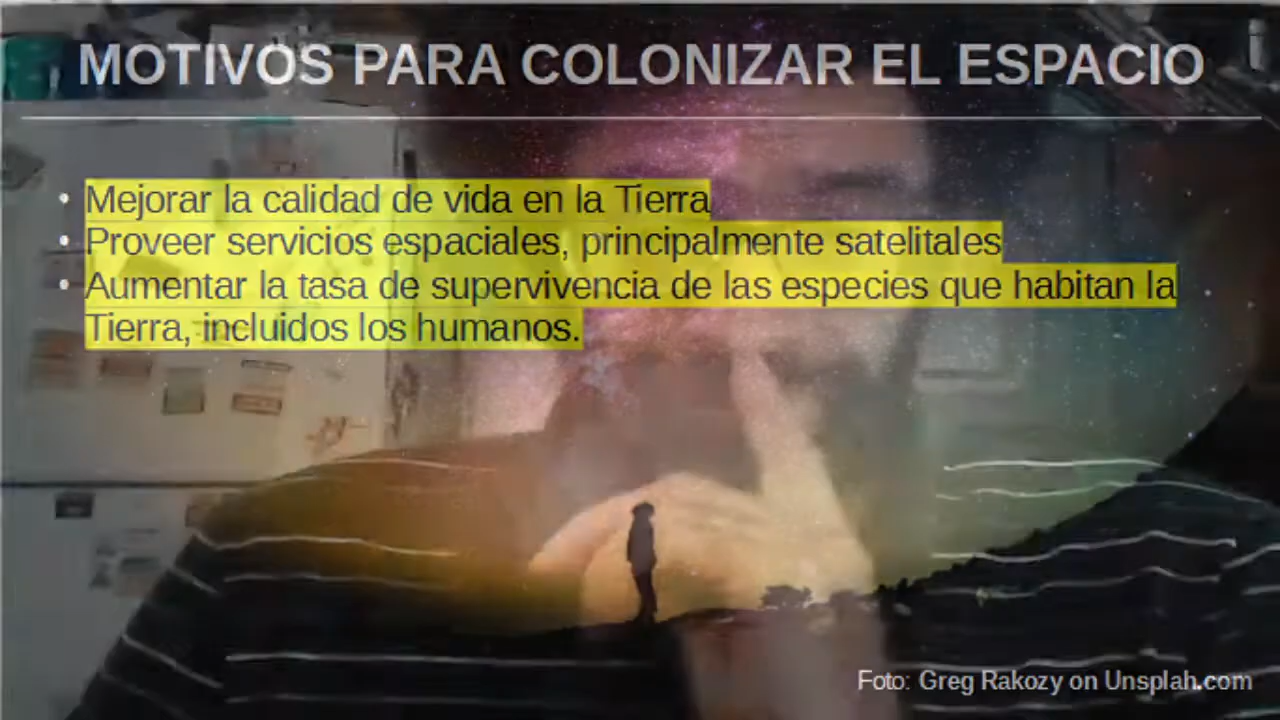 MOTIVOS PARA COLONIZAR EL ESPACIO
• Mejorar la calidad de vida en la Tierra
• Proveer servicios espaciales, principalmente satelitales
• Aumentar la tasa de supervivencia de las especies que habitan la
Tierra, incluidos los humanos.
Foto: Greg Rakozy on Unsplah.com